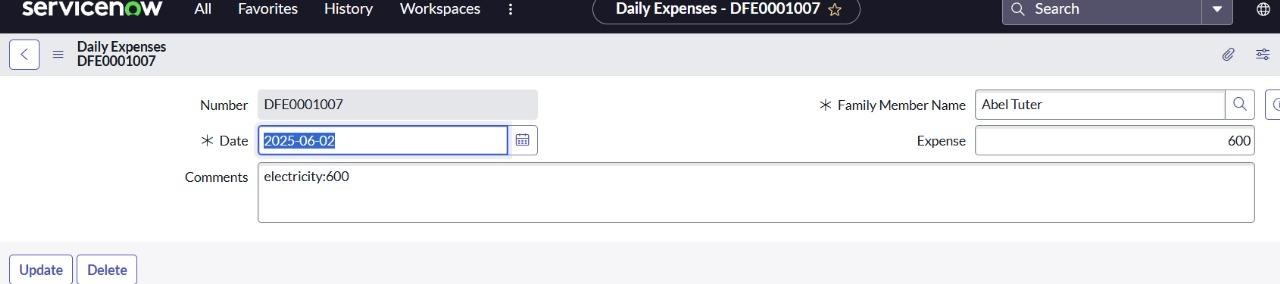 servicenow All Favorites History Workspaces Daily Expenses - DFE0001007 Search
Daily Expenses
DFE0001007
Number DFE0001007 * Family Member Name Abel Tuter
* Date 2025-06-02 Expense 600
Comments electricity:600
Update Delete